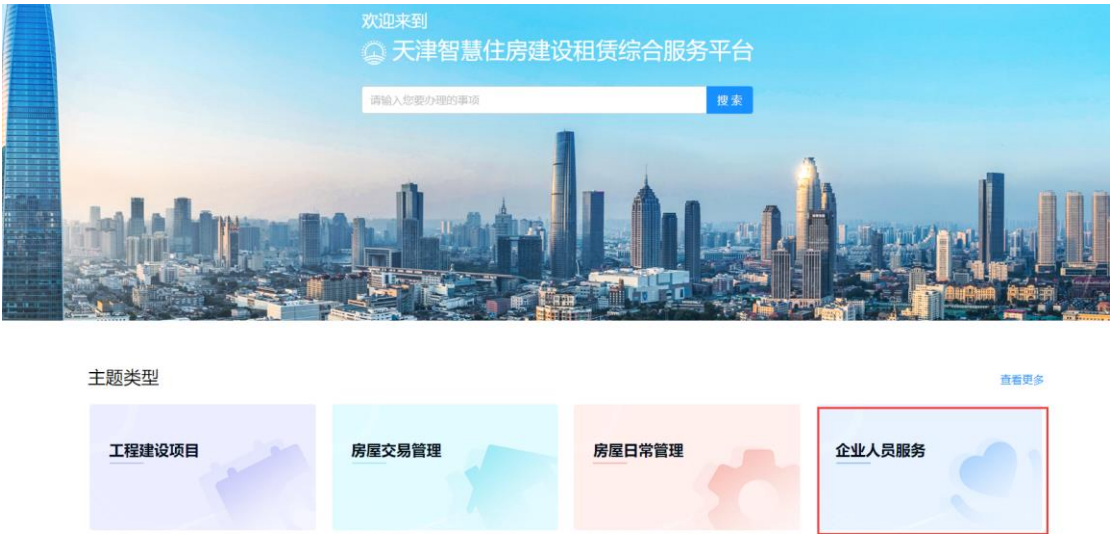 欢迎来到
天津智慧住房建设租赁综合服务平台
请输入您要办理的事项 搜索
主题类型 查看更多
工程建设项目 房屋交易管理 房屋日常管理 企业人员服务